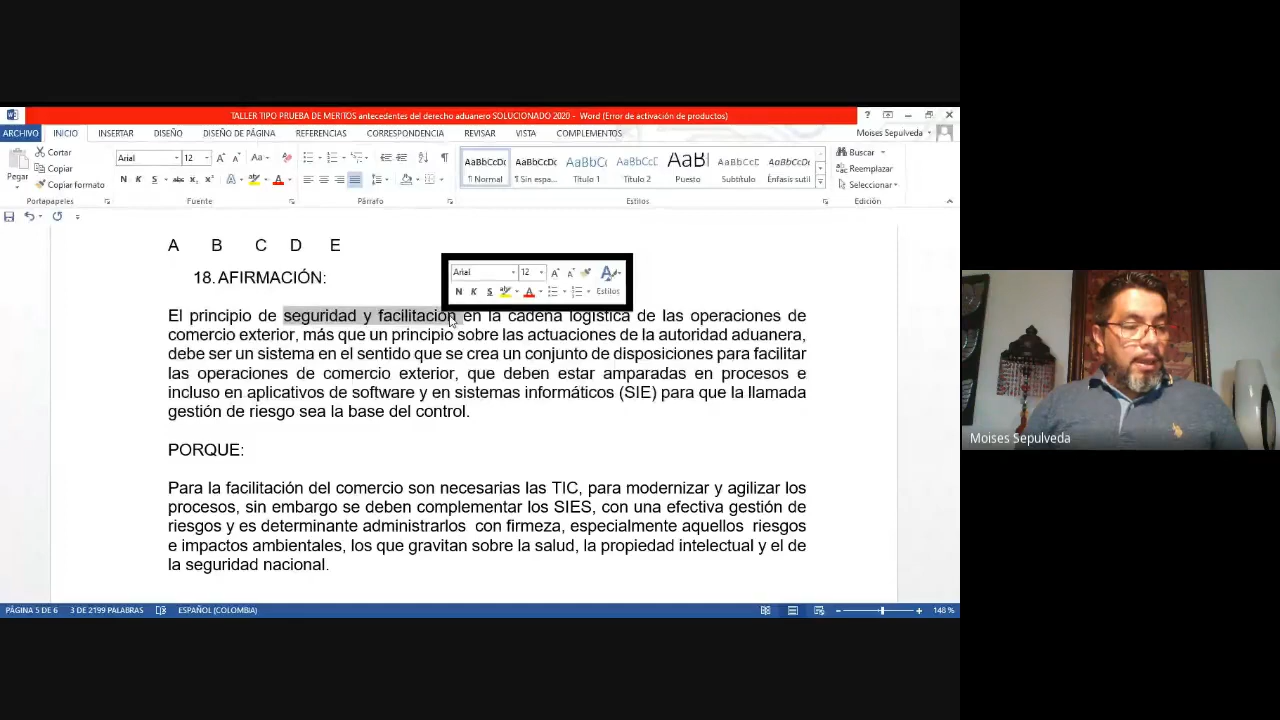 TALLER TIPO PRUEBA DE MERITOS antecedentes del derecho aduanero SOLUCIONADO 2020 - Word (Error de activación de productos)
ARCHIVO INICIO INSERTAR DISEÑO DISEÑO DE PÁGINA REFERENCIAS CORRESPONDENCIA REVISAR VISTA COMPLEMENTOS Moises Sepulveda
Pegar Cortar Copiar Copiar formato
Arial 12
N K S abc x₂ x²
AaBbCcDc AaBbCcDc AaBbCc AaBbCcD AaBl AaBbCcD AaBbCcDc
¶ Normal ¶ Sin espa... Título 1 Título 2 Puesto Subtítulo Énfasis sutil
Buscar
Reemplazar
Seleccionar
Portapapeles Fuente Párrafo Estilos Edición
A B C D E
18. AFIRMACIÓN:
Arial 12
N K S Estilos
El principio de seguridad y facilitación en la cadena logística de las operaciones de
comercio exterior, más que un principio sobre las actuaciones de la autoridad aduanera,
debe ser un sistema en el sentido que se crea un conjunto de disposiciones para facilitar
las operaciones de comercio exterior, que deben estar amparadas en procesos e
incluso en aplicativos de software y en sistemas informáticos (SIE) para que la llamada
gestión de riesgo sea la base del control.
PORQUE:
Para la facilitación del comercio son necesarias las TIC, para modernizar y agilizar los
procesos, sin embargo se deben complementar los SIES, con una efectiva gestión de
riesgos y es determinante administrarlos con firmeza, especialmente aquellos riesgos
e impactos ambientales, los que gravitan sobre la salud, la propiedad intelectual y el de
la seguridad nacional.
PÁGINA 5 DE 6 3 DE 2199 PALABRAS ESPAÑOL (COLOMBIA) 148 %
Moises Sepulveda